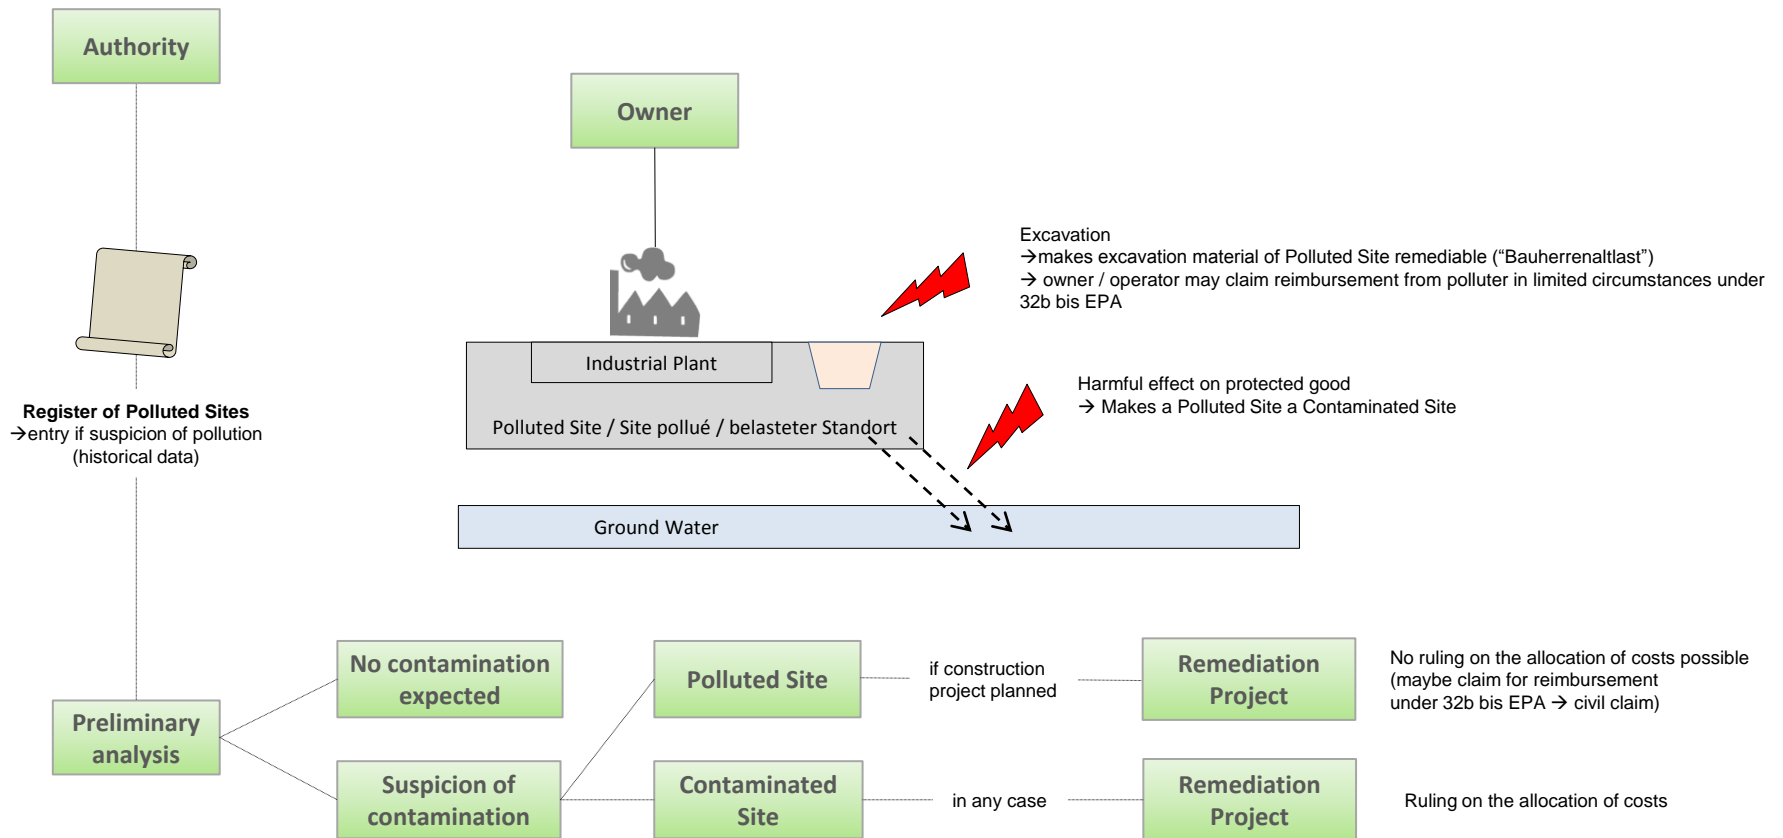 Authority
Owner
Excavation
→makes excavation material of Polluted Site remediable (“Bauherrenaltlast”)
→ owner / operator may claim reimbursement from polluter in limited circumstances under
32b bis EPA
Industrial Plant
Harmful effect on protected good
→ Makes a Polluted Site a Contaminated Site
Register of Polluted Sites
→entry if suspicion of pollution
(historical data)
Polluted Site / Site pollué / belasteter Standort
Ground Water
No contamination
expected
Polluted Site
if construction
project planned
Remediation
Project
No ruling on the allocation of costs possible
(maybe claim for reimbursement
under 32b bis EPA → civil claim)
Preliminary
analysis
Suspicion of
contamination
Contaminated
Site
in any case
Remediation
Project
Ruling on the allocation of costs